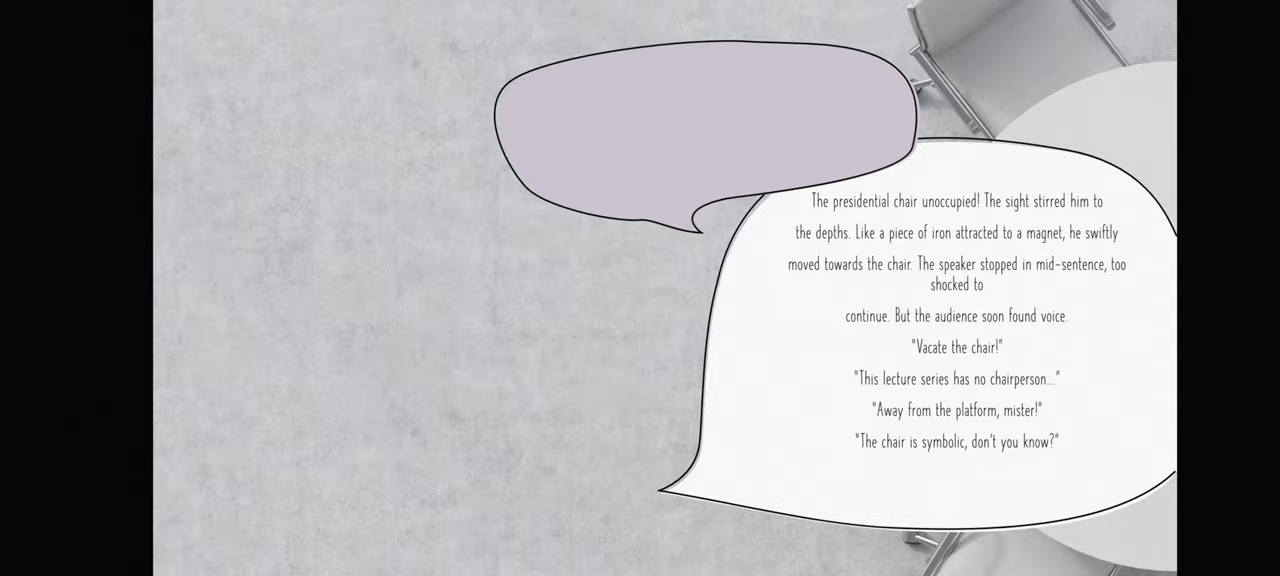 The presidential chair unoccupied! The sight stirred him to
the depths. Like a piece of iron attracted to a magnet, he swiftly
moved towards the chair. The speaker stopped in mid-sentence, too
shocked to
continue. But the audience soon found voice.
"Vacate the chair!"
"This lecture series has no chairperson..."
"Away from the platform, mister!"
"The chair is symbolic, don't you know?"